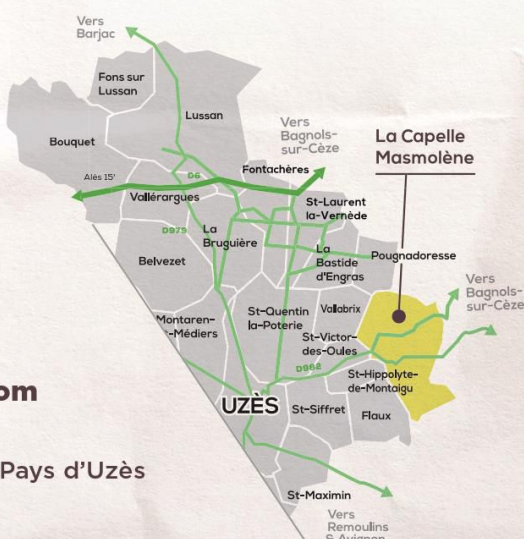 Vers
Barjac
Fons sur
Lussan
Lussan
Bouquet
Vers
Bagnols-
sur-Cèze
La Capelle
Masmolène
Alès 15'
D6
Fontachères
Vallérargues
St-Laurent
la-Vernède
D979
La
Bruguière
La
Bastide
d'Engras
Pougnadoresse
Belvezet
Vers
Bagnols-
sur-Cèze
Montaren-
-Médiers
St-Quentin
la-Poterie
Vallabrix
St-Victor-
des-Oules
D982
St-Hippolyte-
de-Montaigu
om
UZÈS
St-Siffret
Flaux
Pays d'Uzès
St-Maximin
Vers
Remoulins
& Avignon